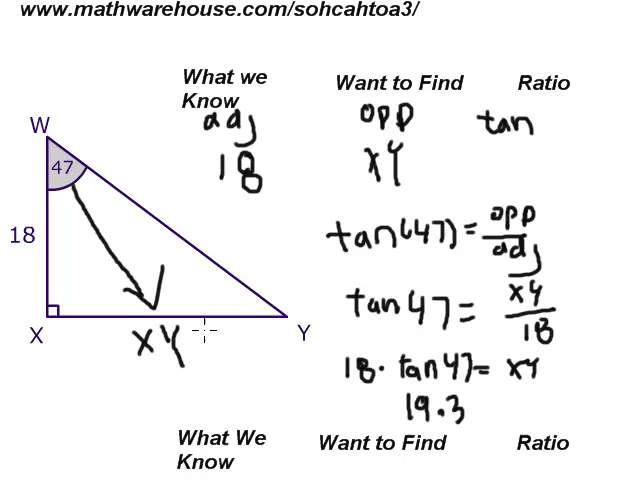 www.mathwarehouse.com/sohcahtoa3/
What we Know
Want to Find
Ratio
adj
opp
tan
18
XY
W
47
18
X
Y
XY
tan(47) = opp/adj
tan 47 = XY/18
18 · tan 47 = XY
19.3
What We Know
Want to Find
Ratio